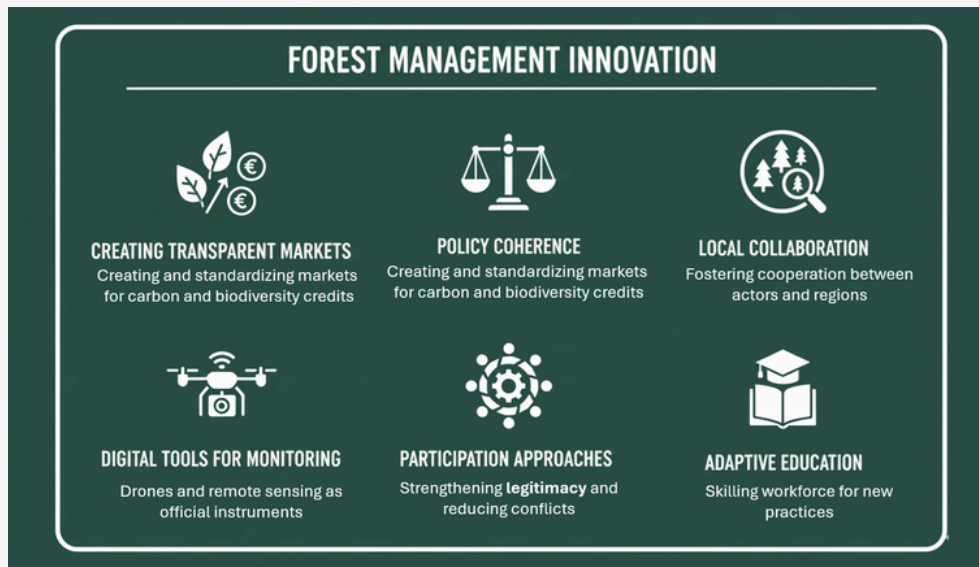 FOREST MANAGEMENT INNOVATION
€
€
CREATING TRANSPARENT MARKETS
Creating and standardizing markets
for carbon and biodiversity credits
POLICY COHERENCE
Creating and standardizing markets
for carbon and biodiversity credits
LOCAL COLLABORATION
Fostering cooperation between
actors and regions
DIGITAL TOOLS FOR MONITORING
Drones and remote sensing as
official instruments
PARTICIPATION APPROACHES
Strengthening legitimacy and
reducing conflicts
ADAPTIVE EDUCATION
Skilling workforce for new
practices